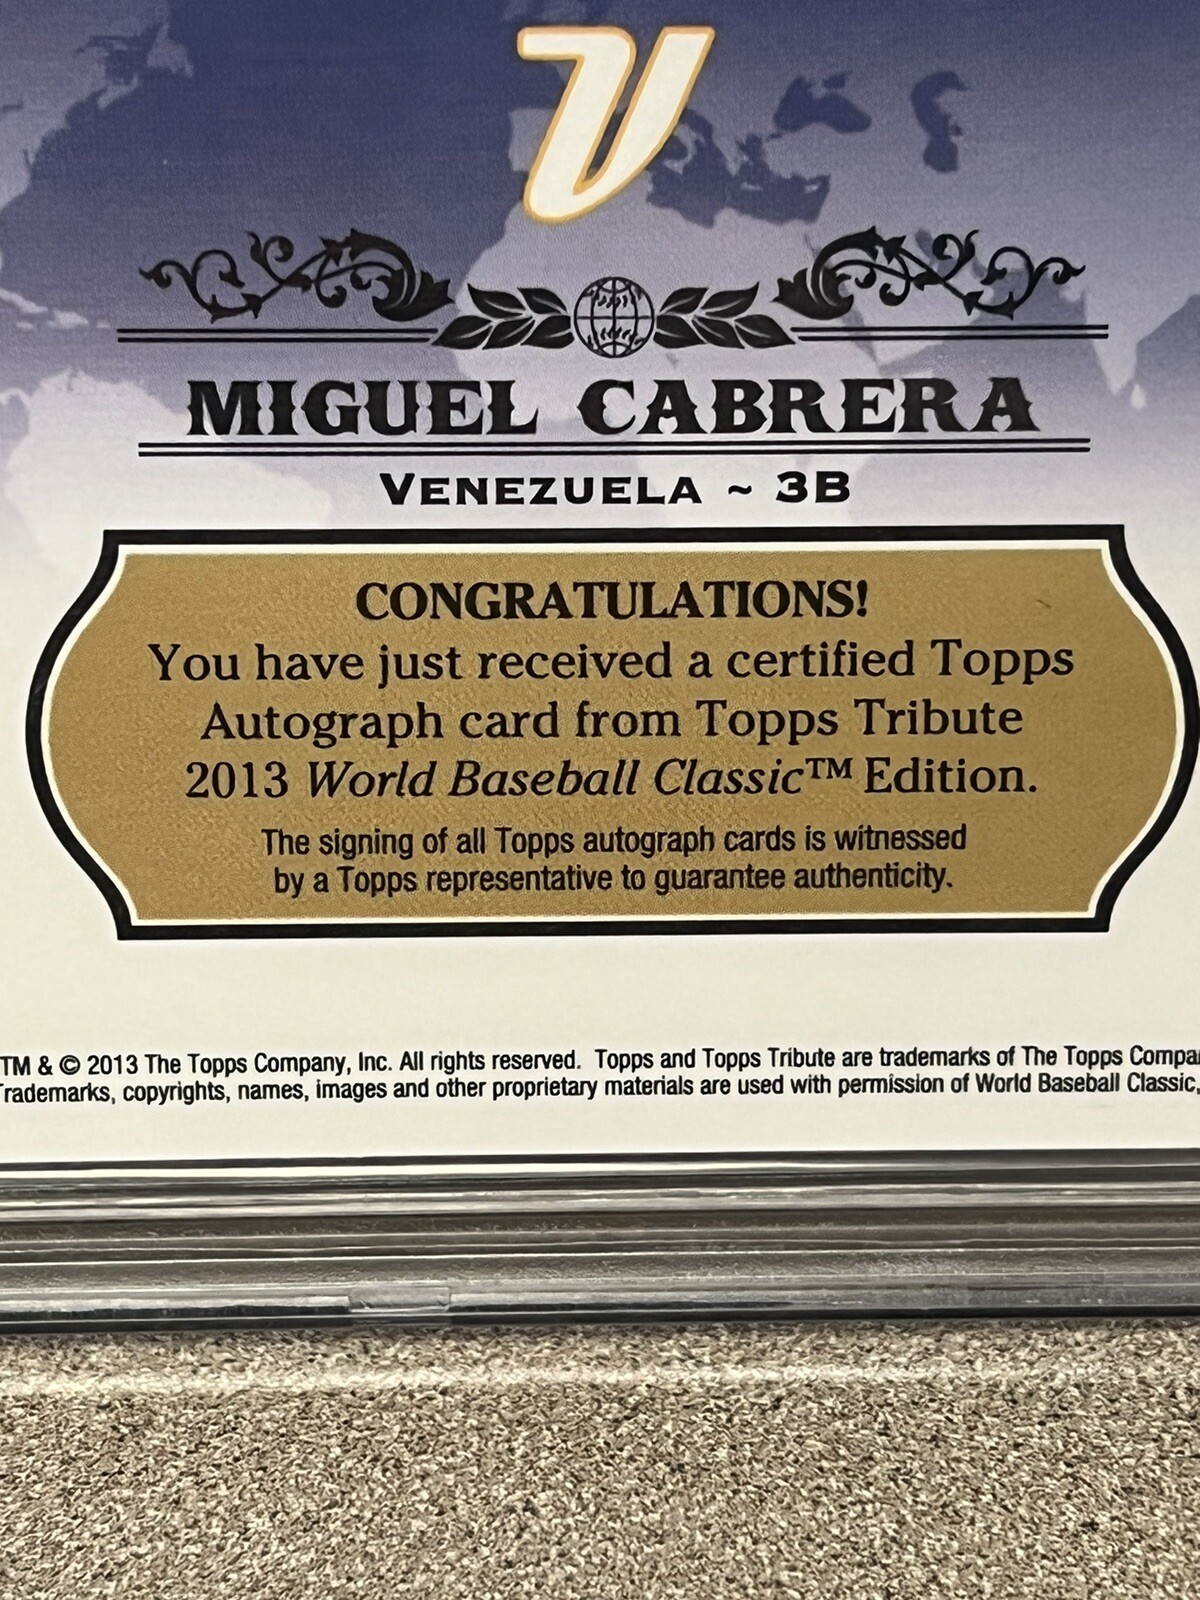 V
MIGUEL CABRERA
VENEZUELA ~ 3B
CONGRATULATIONS!
You have just received a certified Topps
Autograph card from Topps Tribute
2013 World Baseball Classic™ Edition.
The signing of all Topps autograph cards is witnessed
by a Topps representative to guarantee authenticity.
TM & © 2013 The Topps Company, Inc. All rights reserved. Topps and Topps Tribute are trademarks of The Topps
copyrights, names, images and other proprietary materials are used with permission of World Baseball Classic,